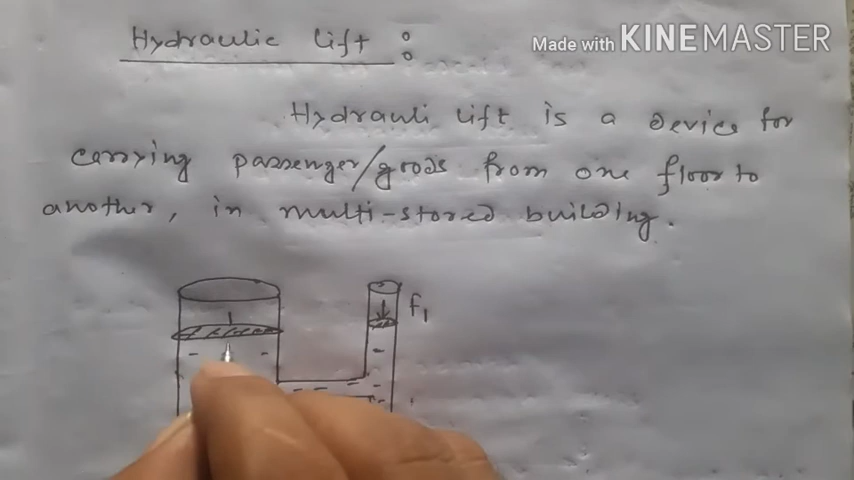 Hydraulic lift :
Made with KINEMASTER
Hydrauli lift is a device for
carrying passenger/goods from one floor to
another, in multi-stored building.
f1